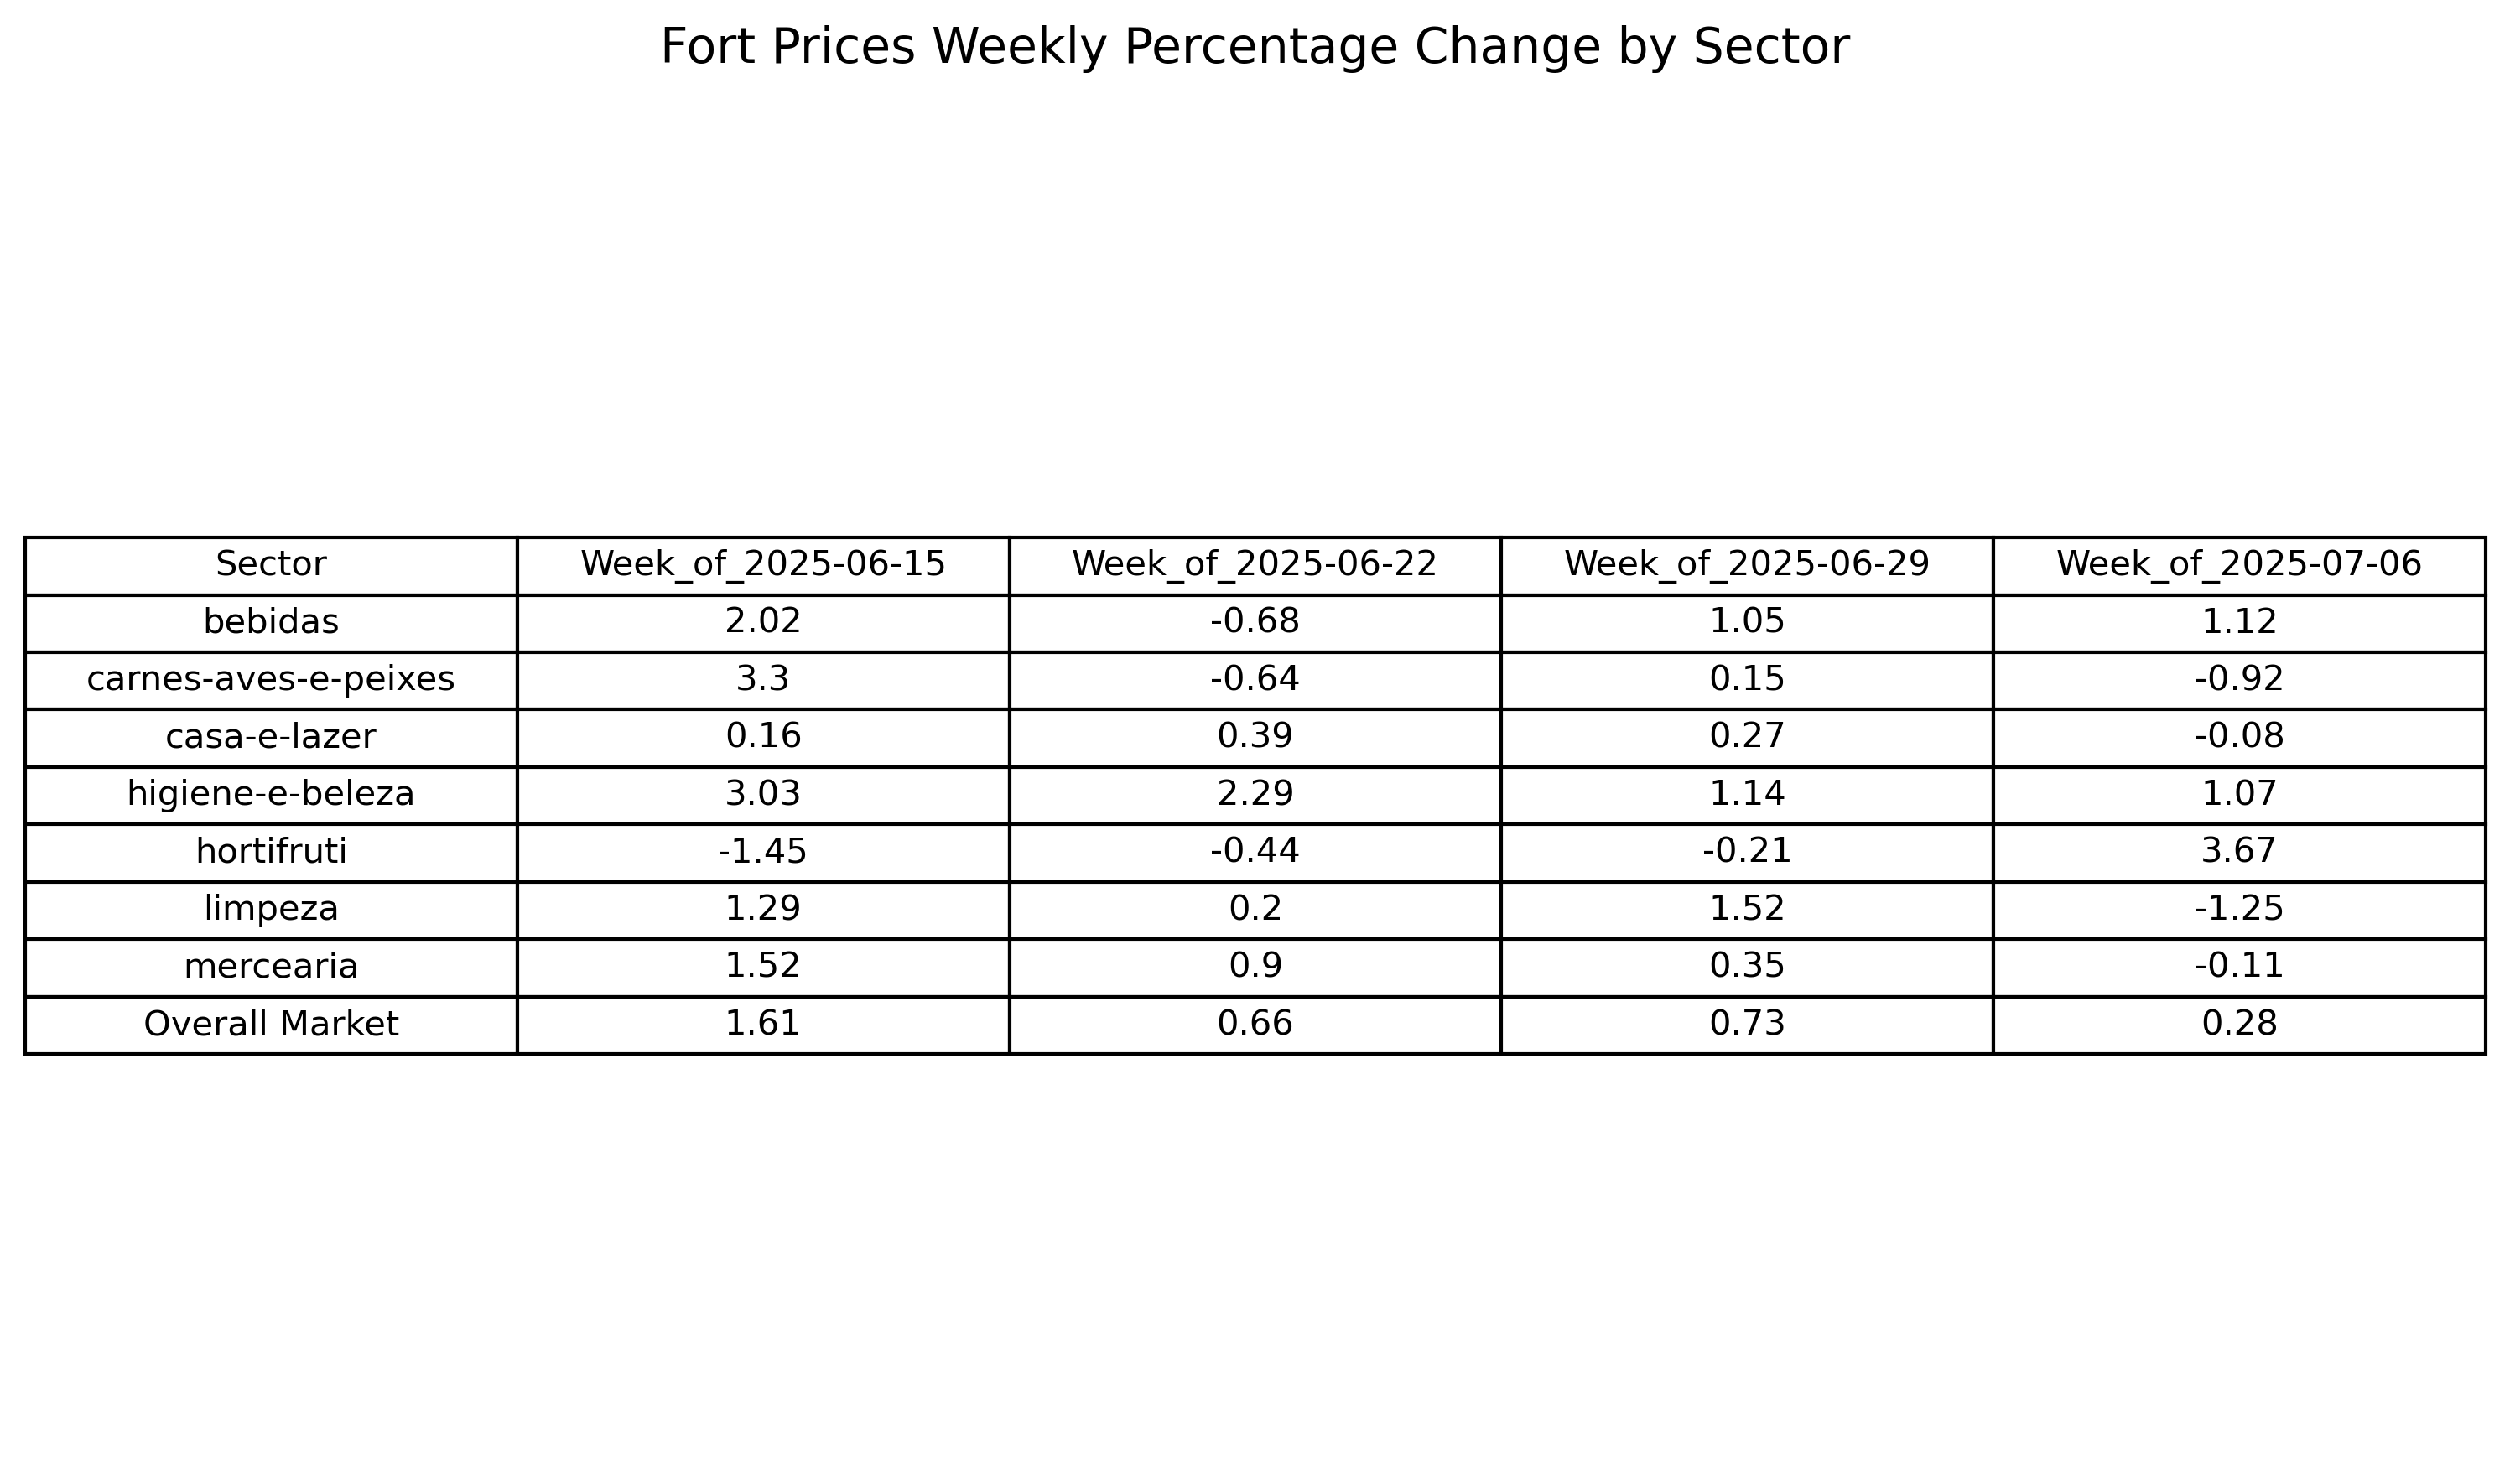 Fort Prices Weekly Percentage Change by Sector
Sector Week_of_2025-06-15 Week_of_2025-06-22 Week_of_2025-06-29 Week_of_2025-07-06
bebidas 2.02 -0.68 1.05 1.12
carnes-aves-e-peixes 3.3 -0.64 0.15 -0.92
casa-e-lazer 0.16 0.39 0.27 -0.08
higiene-e-beleza 3.03 2.29 1.14 1.07
hortifruti -1.45 -0.44 -0.21 3.67
limpeza 1.29 0.2 1.52 -1.25
mercearia 1.52 0.9 0.35 -0.11
Overall Market 1.61 0.66 0.73 0.28